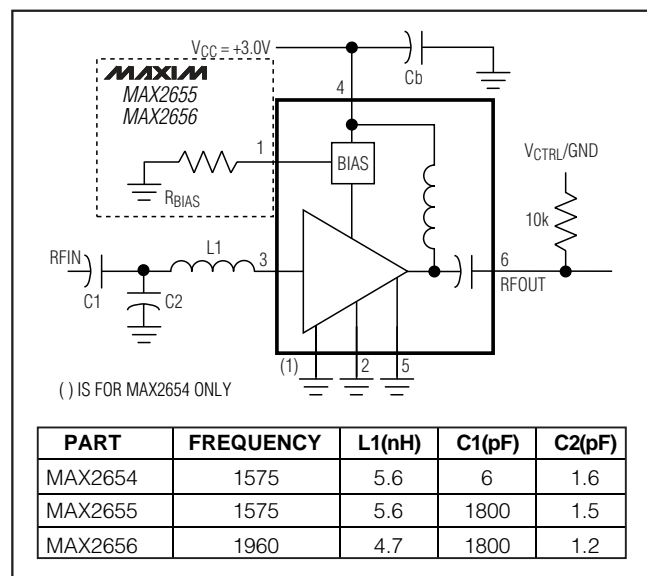 VCC = +3.0V
Cb
MAXIM
MAX2655
MAX2656
4
1
BIAS
VCTRL/GND
RBIAS
10k
RFIN
L1
3
6
C1
C2
RFOUT
(1)
2
5
( ) IS FOR MAX2654 ONLY
PART FREQUENCY L1(nH) C1(pF) C2(pF)
MAX2654 1575 5.6 6 1.6
MAX2655 1575 5.6 1800 1.5
MAX2656 1960 4.7 1800 1.2